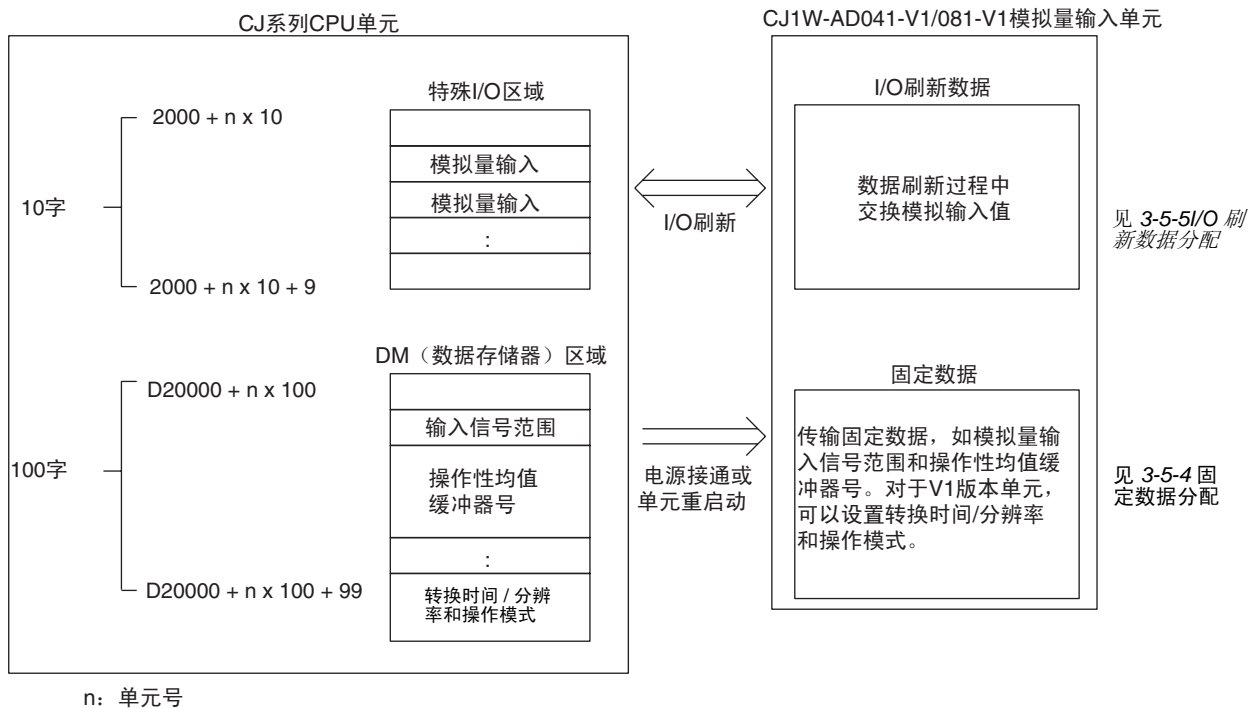 CJ系列CPU单元
CJ1W-AD041-V1/081-V1模拟量输入单元
特殊I/O区域
2000 + n x 10
10字
2000 + n x 10 + 9
模拟量输入
模拟量输入
:
I/O刷新
I/O刷新数据
数据刷新过程中
交换模拟输入值
见 3-5-5I/O 刷
新数据分配
DM（数据存储器）区域
D20000 + n x 100
100字
D20000 + n x 100 + 99
输入信号范围
操作性均值
缓冲器号
:
转换时间 / 分辨
率和操作模式
电源接通或
单元重启动
固定数据
传输固定数据，如模拟量输
入信号范围和操作性均值缓
冲器号。对于V1版本单元，
可以设置转换时间/分辨率
和操作模式。
见 3-5-4 固
定数据分配
n：单元号